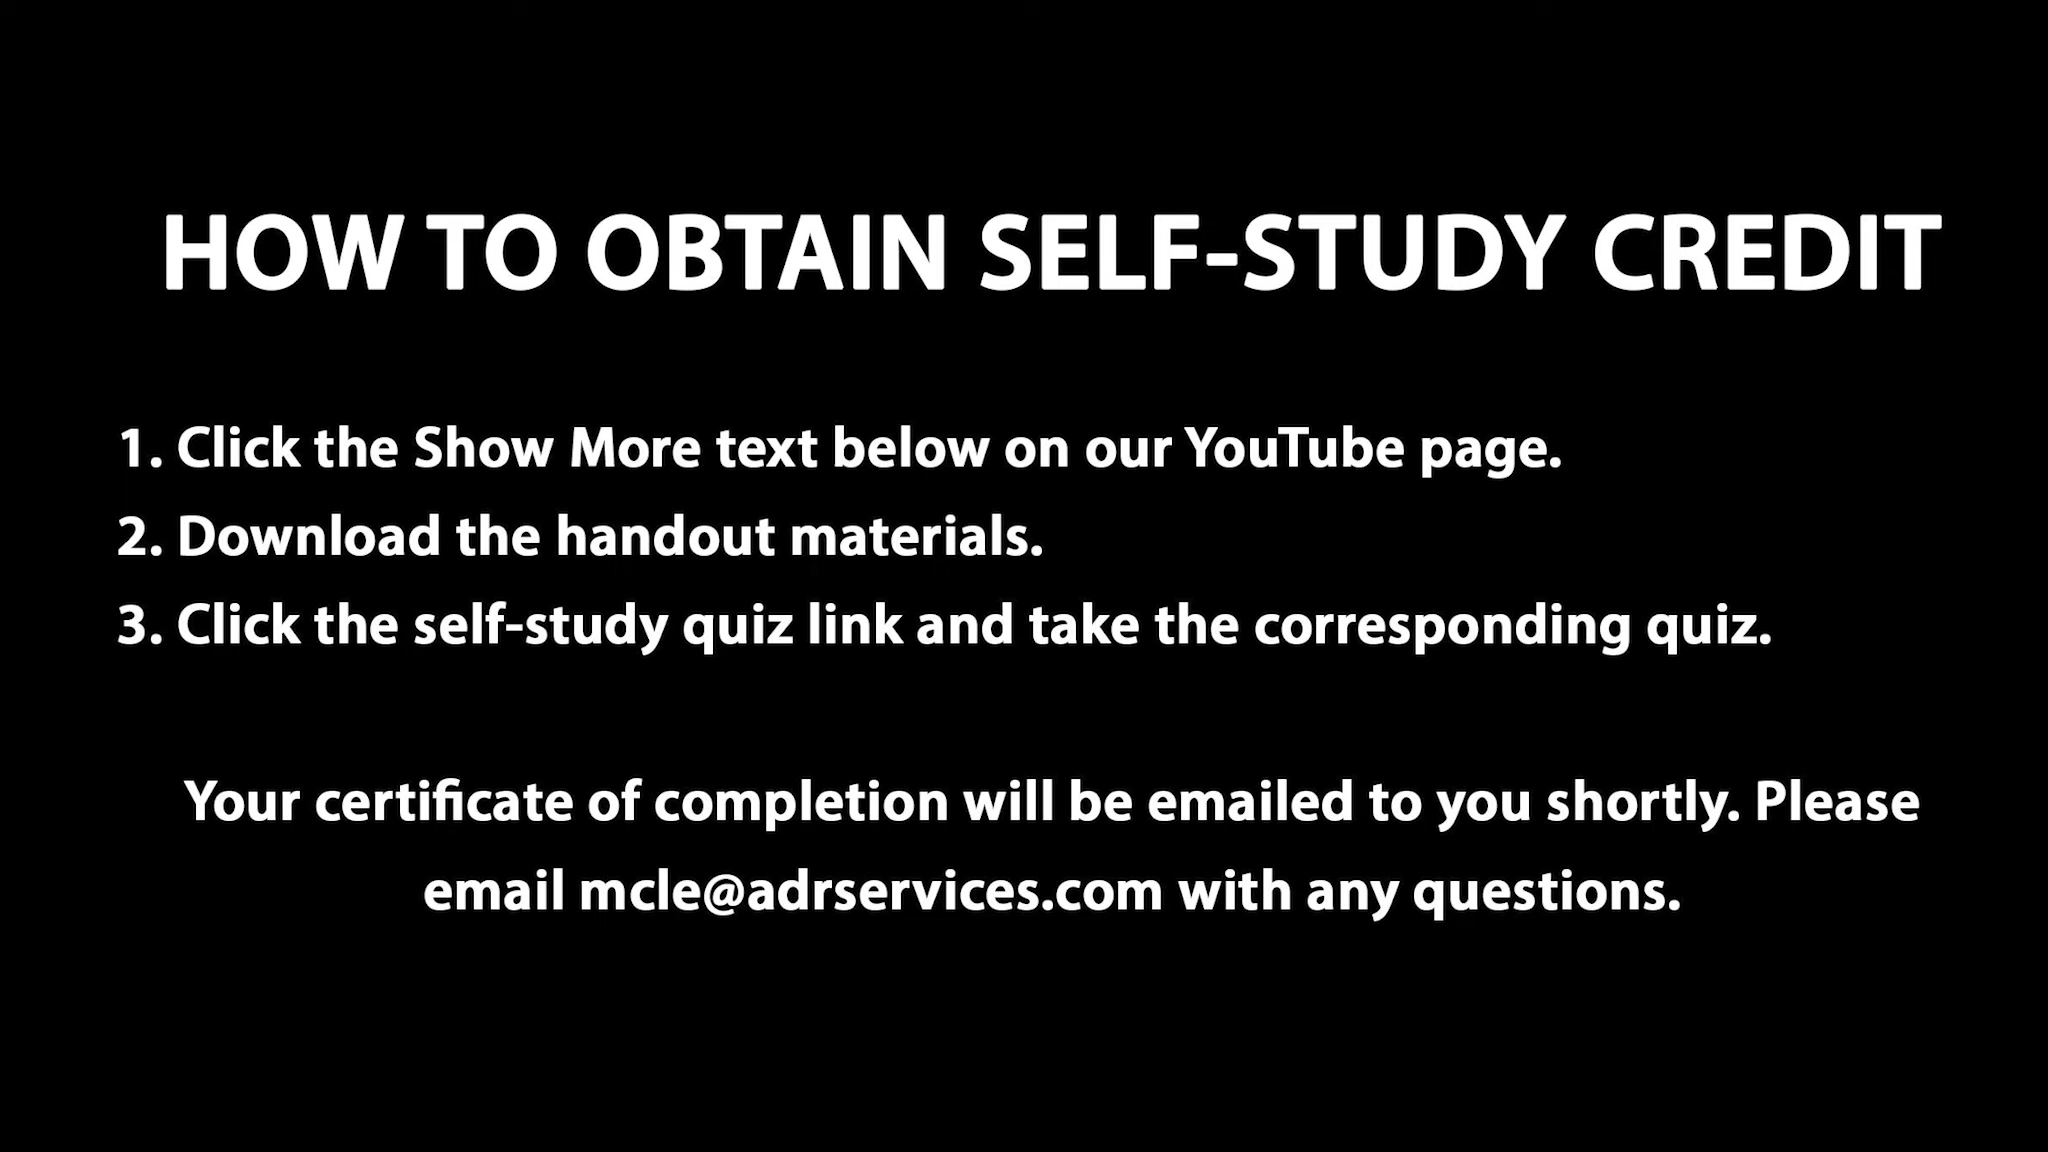 HOW TO OBTAIN SELF-STUDY CREDIT
1. Click the Show More text below on our YouTube page.
2. Download the handout materials.
3. Click the self-study quiz link and take the corresponding quiz.
Your certificate of completion will be emailed to you shortly. Please
email mcle@adrservices.com with any questions.